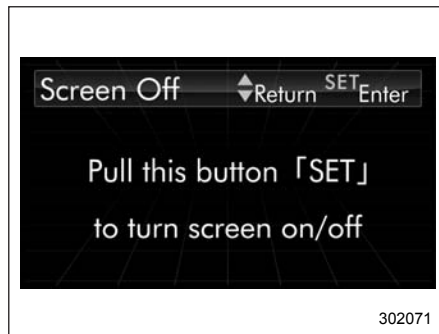 Screen Off ▲▼Return SET Enter
Pull this button「SET」
to turn screen on/off
302071